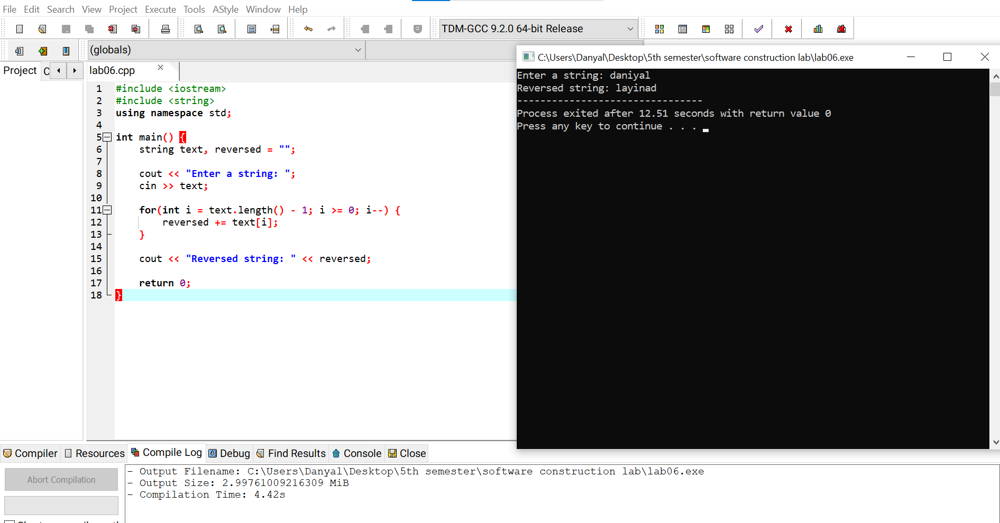 File Edit Search View Project Execute Tools AStyle Window Help
TDM-GCC 9.2.0 64-bit Release
(globals)
Project
lab06.cpp
1 #include <iostream>
2 #include <string>
3 using namespace std;
4
5 int main() {
6 string text, reversed = "";
7
8 cout << "Enter a string: ";
9 cin >> text;
10
11 for(int i = text.length() - 1; i >= 0; i--) {
12 reversed += text[i];
13 }
14
15 cout << "Reversed string: " << reversed;
16
17 return 0;
18 }
C:\Users\Danyal\Desktop\5th semester\software construction lab\lab06.exe
Enter a string: daniyal
Reversed string: layinad
--------------------------------
Process exited after 12.51 seconds with return value 0
Press any key to continue . . .
Compiler Resources Compile Log Debug Find Results Console Close
Abort Compilation
- Output Filename: C:\Users\Danyal\Desktop\5th semester\software construction lab\lab06.exe
- Output Size: 2.99761009216309 MiB
- Compilation Time: 4.42s